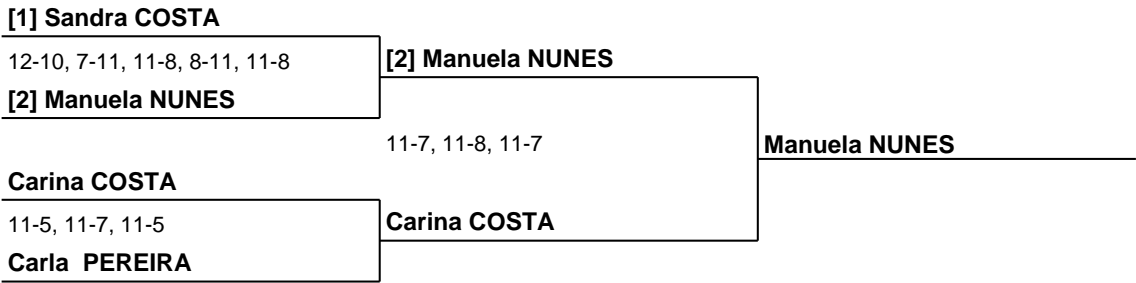 [1] Sandra COSTA
12-10, 7-11, 11-8, 8-11, 11-8
[2] Manuela NUNES
[2] Manuela NUNES
11-7, 11-8, 11-7
Manuela NUNES
Carina COSTA
11-5, 11-7, 11-5
Carina COSTA
Carla  PEREIRA